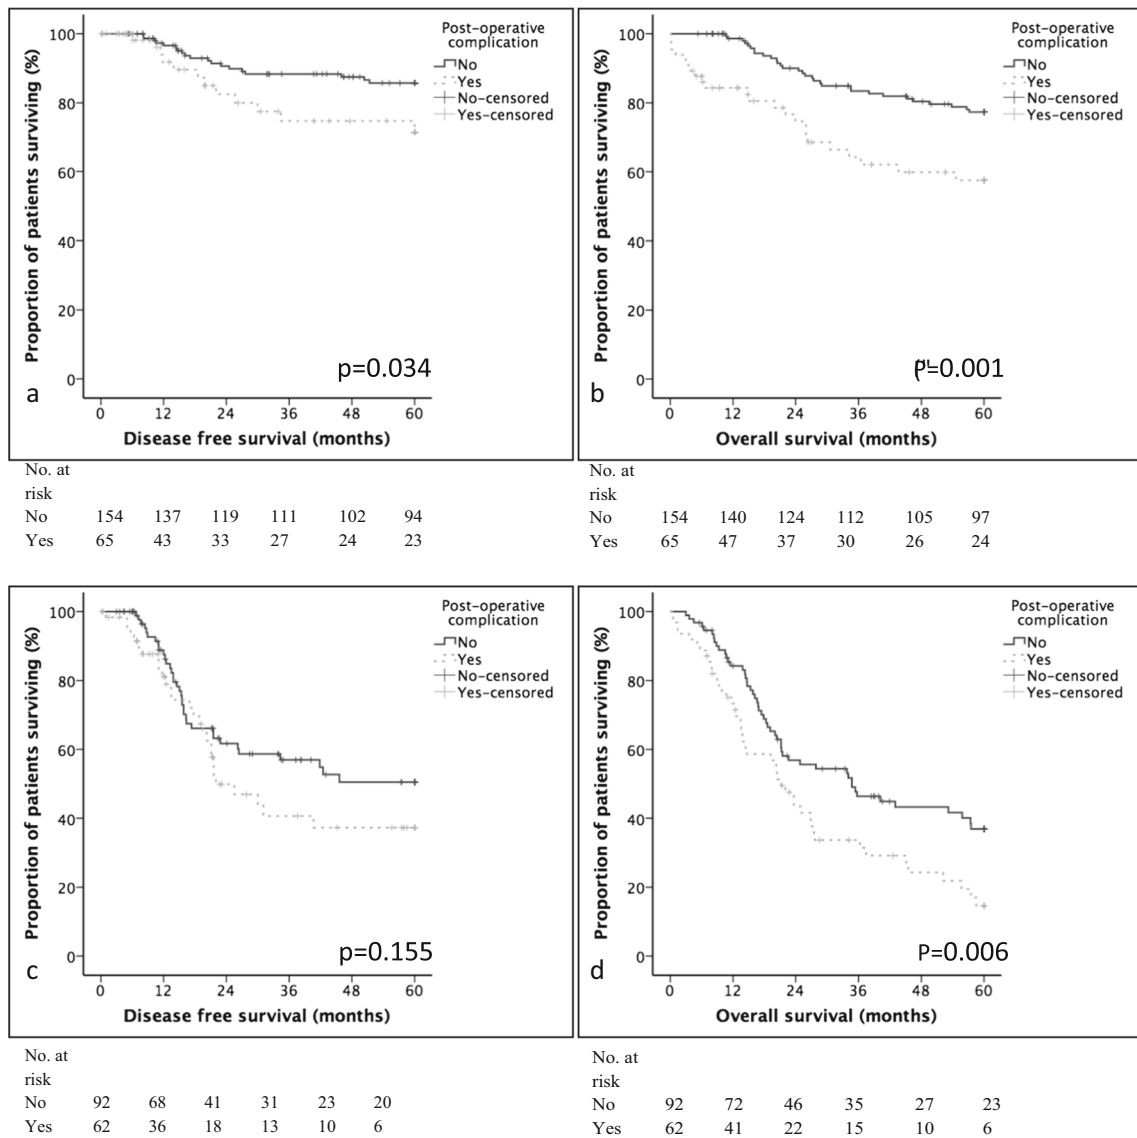 Proportion of patients surviving (%)
100
80
60
40
20
0
Post-operative
complication
No
Yes
No-censored
Yes-censored
p=0.034
a
0 12 24 36 48 60
Disease free survival (months)
No. at
risk
No 154 137 119 111 102 94
Yes 65 43 33 27 24 23
Proportion of patients surviving (%)
100
80
60
40
20
0
Post-operative
complication
No
Yes
No-censored
Yes-censored
=0.001
b
0 12 24 36 48 60
Overall survival (months)
No. at
risk
No 154 140 124 112 105 97
Yes 65 47 37 30 26 24
Proportion of patients surviving (%)
100
80
60
40
20
0
Post-operative
complication
No
Yes
No-censored
Yes-censored
p=0.155
c
0 12 24 36 48 60
Disease free survival (months)
No. at
risk
No 92 68 41 31 23 20
Yes 62 36 18 13 10 6
Proportion of patients surviving (%)
100
80
60
40
20
0
Post-operative
complication
No
Yes
No-censored
Yes-censored
P=0.006
d
0 12 24 36 48 60
Overall survival (months)
No. at
risk
No 92 72 46 35 27 23
Yes 62 41 22 15 10 6